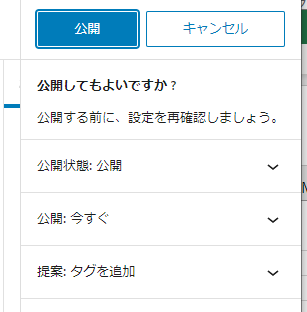 公開
キャンセル
公開してもよいですか ?
公開する前に、設定を再確認しましょう。
公開状態: 公開
公開: 今すぐ
提案: タグを追加